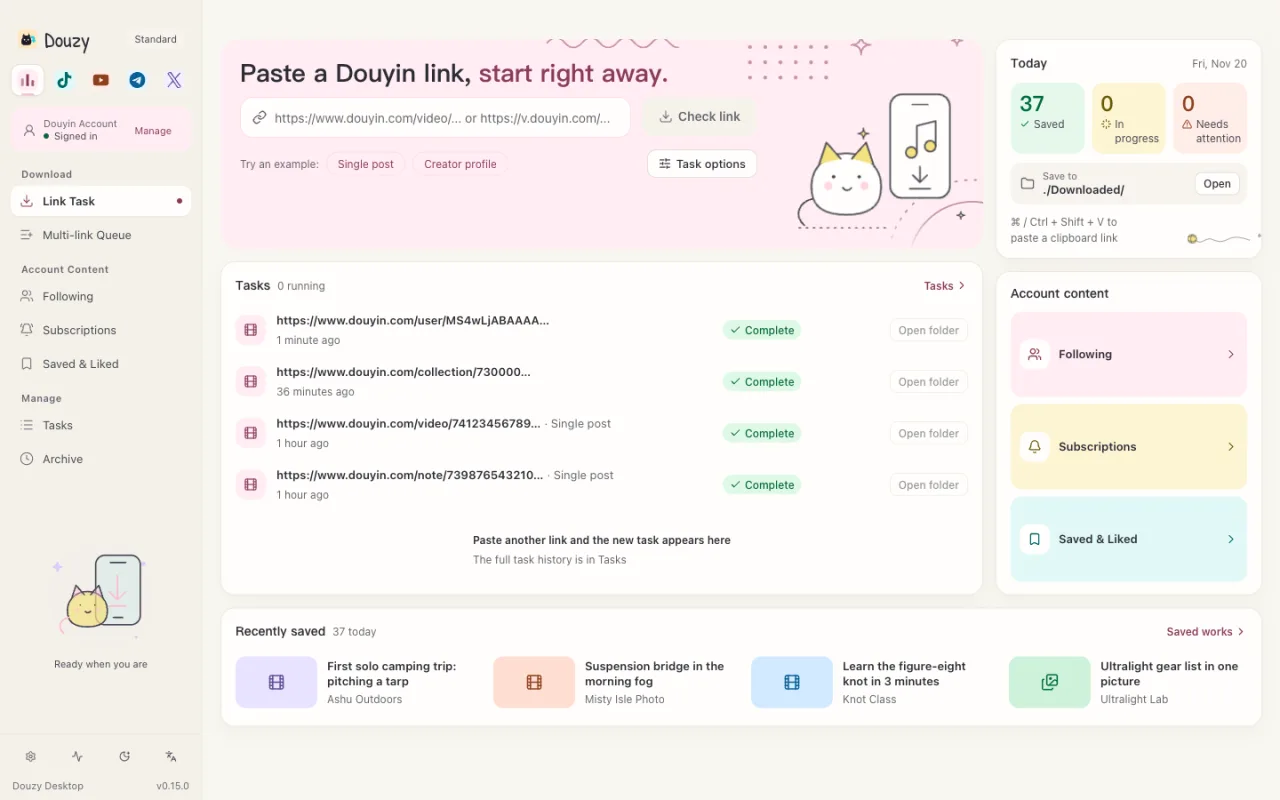 Douzy
Standard
Douyin Account
Signed in
Manage
Download
Link Task
Multi-link Queue
Account Content
Following
Subscriptions
Saved & Liked
Manage
Tasks
Archive
Ready when you are
Douzy Desktop
v0.15.0
Paste a Douyin link, start right away.
https://www.douyin.com/video/... or https://v.douyin.com/...
Check link
Try an example:
Single post
Creator profile
Task options
Today
Fri, Nov 20
37
Saved
0
In
progress
0
Needs
attention
Save to
./Downloaded/
Open
⌘ / Ctrl + Shift + V to
paste a clipboard link
Tasks 0 running
Tasks
https://www.douyin.com/user/MS4wLjABAAAA...
1 minute ago
Complete
Open folder
https://www.douyin.com/collection/730000...
36 minutes ago
Complete
Open folder
https://www.douyin.com/video/74123456789... · Single post
1 hour ago
Complete
Open folder
https://www.douyin.com/note/739876543210... · Single post
1 hour ago
Complete
Open folder
Paste another link and the new task appears here
The full task history is in Tasks
Account content
Following
Subscriptions
Saved & Liked
Recently saved 37 today
Saved works
First solo camping trip:
pitching a tarp
Ashu Outdoors
Suspension bridge in the
morning fog
Misty Isle Photo
Learn the figure-eight
knot in 3 minutes
Knot Class
Ultralight gear list in one
picture
Ultralight Lab